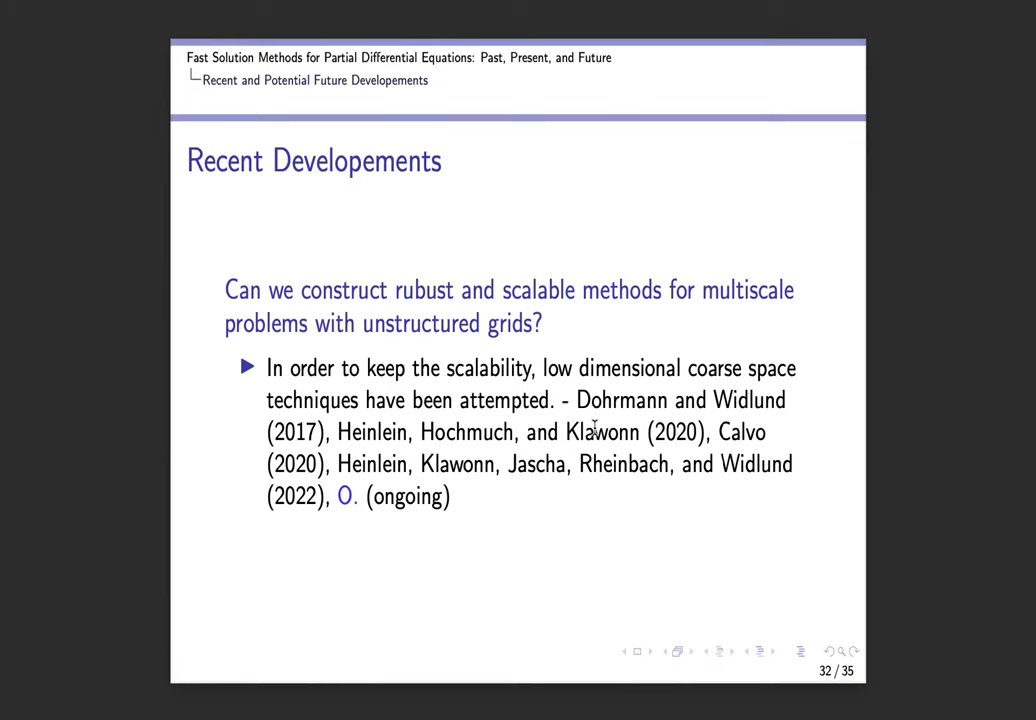 Fast Solution Methods for Partial Differential Equations: Past, Present, and Future
Recent and Potential Future Developements
Recent Developements
Can we construct rubust and scalable methods for multiscale
problems with unstructured grids?
In order to keep the scalability, low dimensional coarse space
techniques have been attempted. - Dohrmann and Widlund
(2017), Heinlein, Hochmuch, and Klawonn (2020), Calvo
(2020), Heinlein, Klawonn, Jascha, Rheinbach, and Widlund
(2022), O. (ongoing)
32 / 35